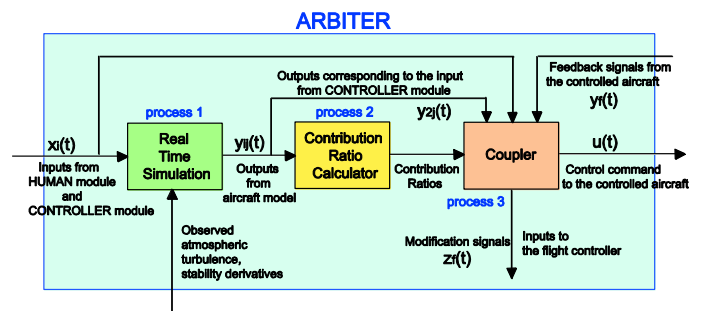 ARBITER
Feedback signals from
the controlled aircraft
yf(t)
Outputs corresponding to the input
from CONTROLLER module
y2j(t)
process 1
process 2
xi(t)
Real
Time
Simulation
yij(t)
Contribution
Ratio
Calculator
Coupler
u(t)
Inputs from
HUMAN module
and
CONTROLLER module
Outputs
from
aircraft model
Contribution
Ratios
Control command
to the controlled aircraft
process 3
Observed
atmospheric
turbulence,
stability derivatives
Modification signals
zf(t)
Inputs to
the flight controller